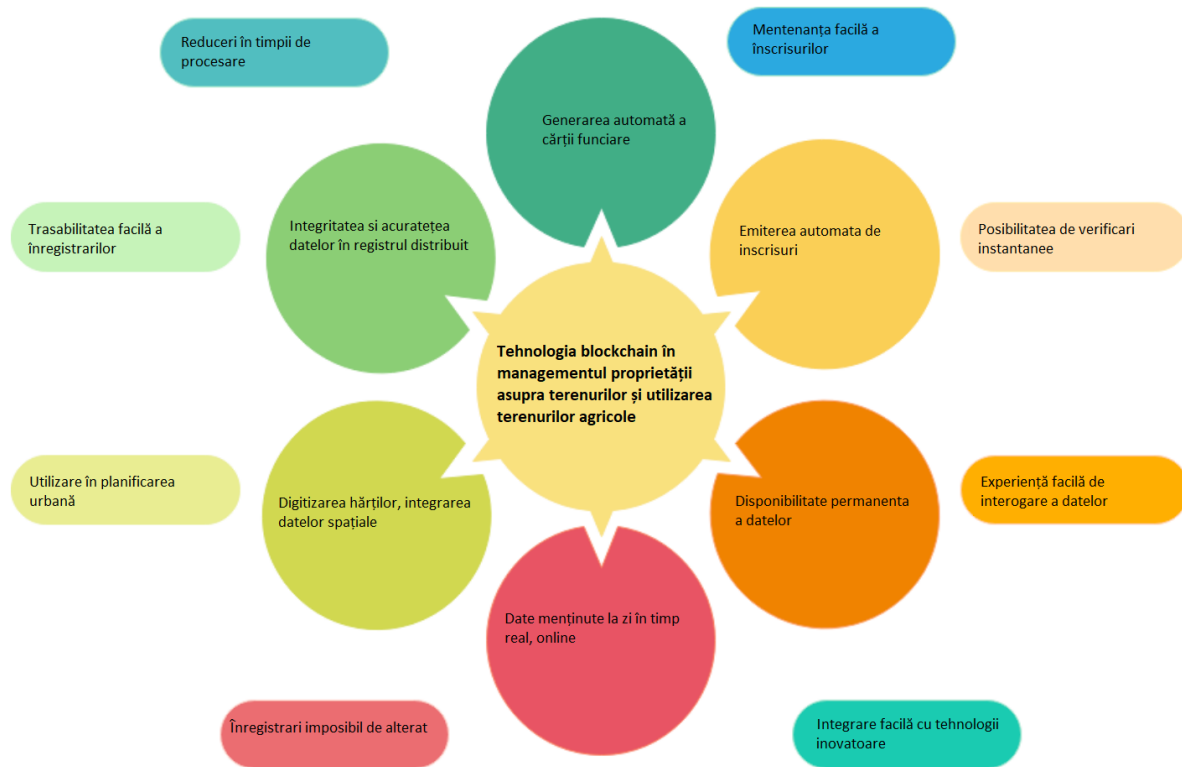 Reduceri în timpii de
procesare
Mentenanța facilă a
înscrisurilor
Generarea automată a
cărții funciare
Trasabilitatea facilă a
înregistrarilor
Integritatea si acuratețea
datelor în registrul distribuit
Emiterea automata de
inscrisuri
Posibilitatea de verificari
instantanee
Tehnologia blockchain în
managementul proprietății
asupra terenurilor și utilizarea
terenurilor agricole
Utilizare în planificarea
urbană
Digitizarea hărților, integrarea
datelor spațiale
Disponibilitate permanenta
a datelor
Experiență facilă de
interogare a datelor
Date menținute la zi în timp
real, online
Înregistrari imposibil de alterat
Integrare facilă cu tehnologii
inovatoare